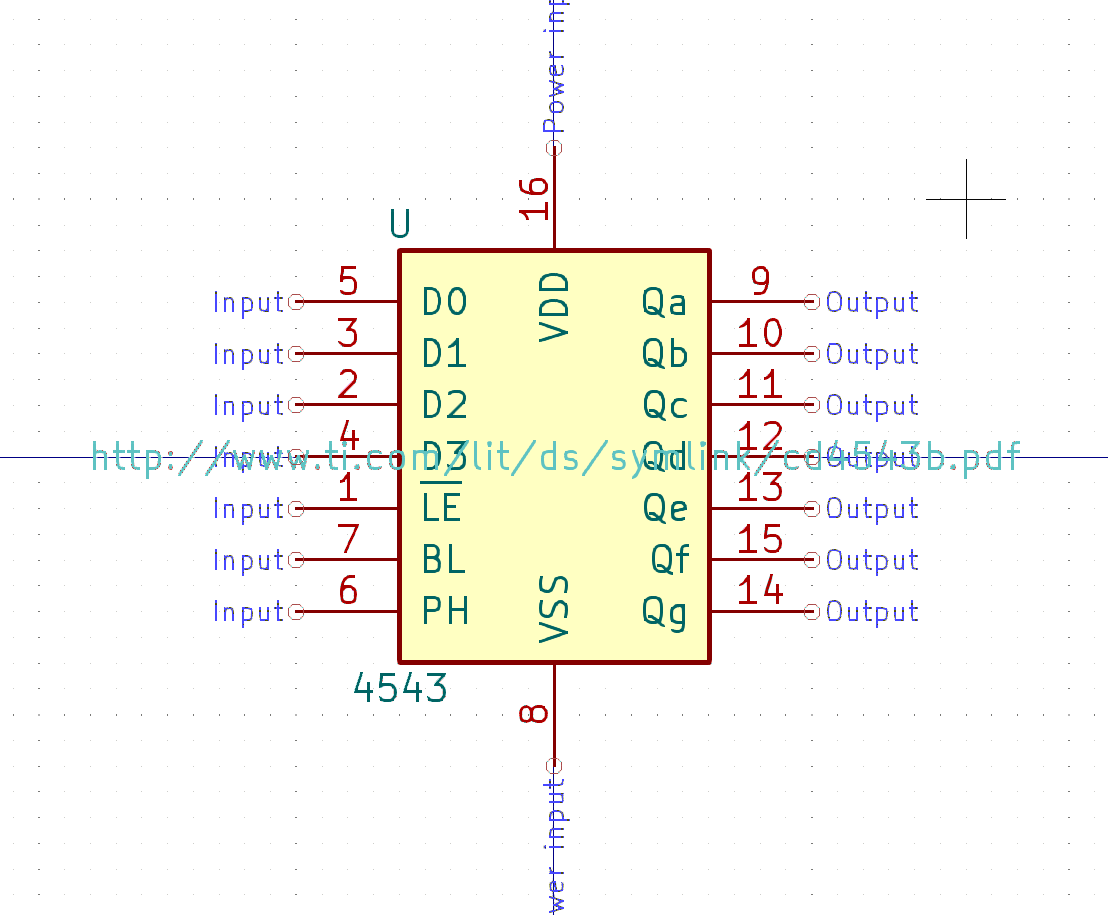 Power inp
16
U
VDD
Input 5 D0 Qa 9 Output
Input 3 D1 Qb 10 Output
Input 2 D2 Qc 11 Output
Input 4 D3 Qd 12 Output
http://www.ti.com/lit/ds/symlink/cd4543b.pdf
Input 1 LE Qe 13 Output
Input 7 BL Qf 15 Output
Input 6 PH Qg 14 Output
VSS
4543
8
wer input